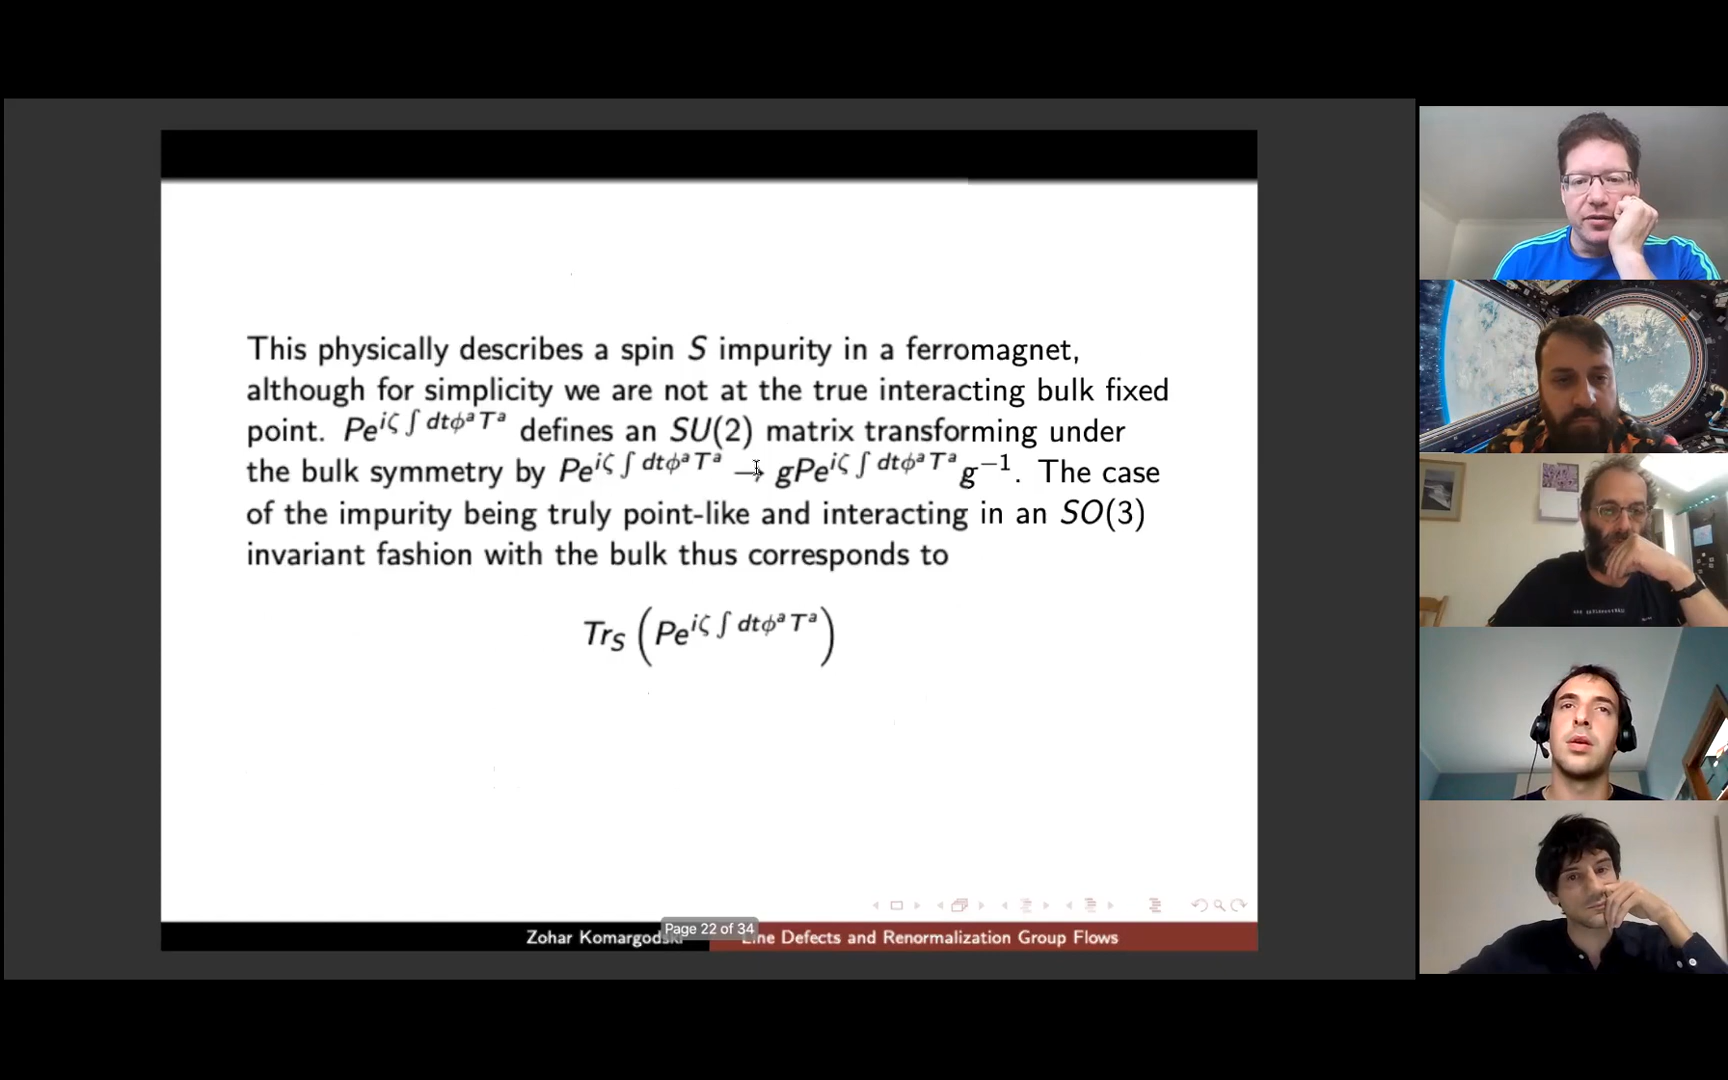 This physically describes a spin S impurity in a ferromagnet,
although for simplicity we are not at the true interacting bulk fixed
point. Pe^{iζ ∫ dtϕ^a T^a} defines an SU(2) matrix transforming under
the bulk symmetry by Pe^{iζ ∫ dtϕ^a T^a} → gPe^{iζ ∫ dtϕ^a T^a} g^{−1}. The case
of the impurity being truly point-like and interacting in an SO(3)
invariant fashion with the bulk thus corresponds to
Tr_S (Pe^{iζ ∫ dtϕ^a T^a})
Page 22 of 34
Zohar Line Defects and Renormalization Group Flows